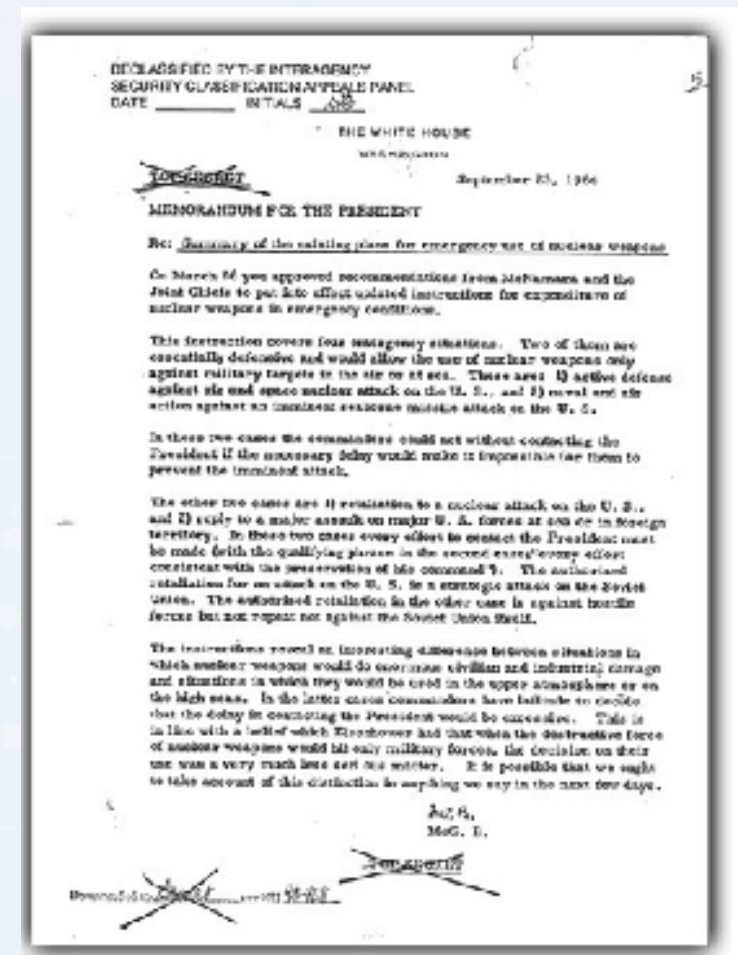 DECLASSIFIED BY THE INTERAGENCY
SECURITY CLASSIFICATION APPEALS PANEL
DATE INITIALS
THE WHITE HOUSE
WASHINGTON
TOP SECRET
September 1964
MEMORANDUM FOR THE PRESIDENT
Re: Summary of the existing plans for emergency use of nuclear weapons
On March 26 you approved recommendations from McNamara and the
Joint Chiefs to put into effect updated instructions for expenditure of
nuclear weapons in emergency conditions.
This instruction covers four emergency situations. Two of them are
essentially defensive and would allow the use of nuclear weapons only
against military targets in the air or at sea. These are: 1) active defense
against air and space nuclear attack on the U. S., and 2) naval and air
action against an imminent seaborne missile attack on the U. S.
In these two cases the commanders could act without contacting the
President if the necessary delay would make it impossible for them to
prevent the imminent attack.
The other two cases are 1) retaliation to a nuclear attack on the U. S.,
and 2) reply to a major assault on major U. S. forces at sea or in foreign
territory. In these two cases every effort to contact the President must
be made (with the qualifying phrase in the second case "every effort
consistent with the preservation of his command"). The authorized
retaliation for an attack on the U. S. is a strategic attack on the Soviet
Union. The authorized retaliation in the other case is against hostile
forces but not repeat not against the Soviet Union itself.
The instructions reveal an interesting difference between situations in
which nuclear weapons would do enormous civilian and industrial damage
and situations in which they would be used in the upper atmosphere or on
the high seas. In the latter cases commanders have latitude to decide
that the delay in contacting the President would be excessive. This is
in line with a belief which Eisenhower had that when the destructive force
of nuclear weapons would hit only military forces, the decision on their
use was a very much less serious matter. It is possible that we ought
to take account of this distinction in anything we say in the next few days.
McG. B.
McG. B.
TOP SECRET